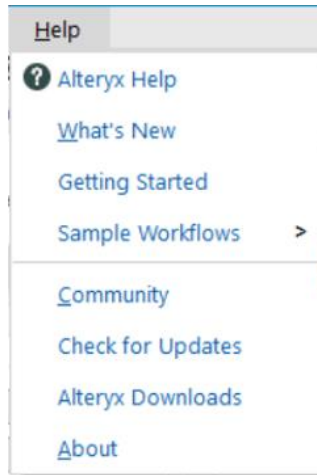 Help
? Alteryx Help
What's New
Getting Started
Sample Workflows >
Community
Check for Updates
Alteryx Downloads
About